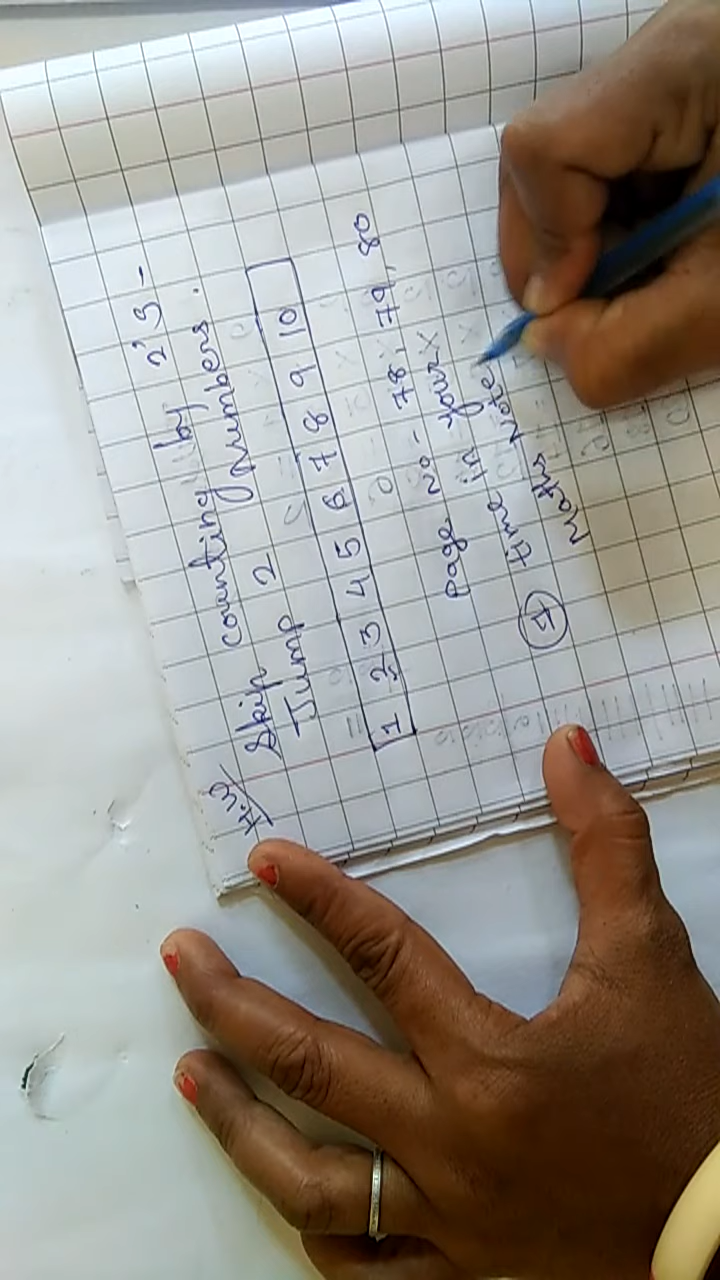 H.W
Skip counting by 2's-
Jump 2 numbers.
1 2 3 4 5 6 7 8 9 10
page no- 78, 79, 80
① time in your
Maths Note